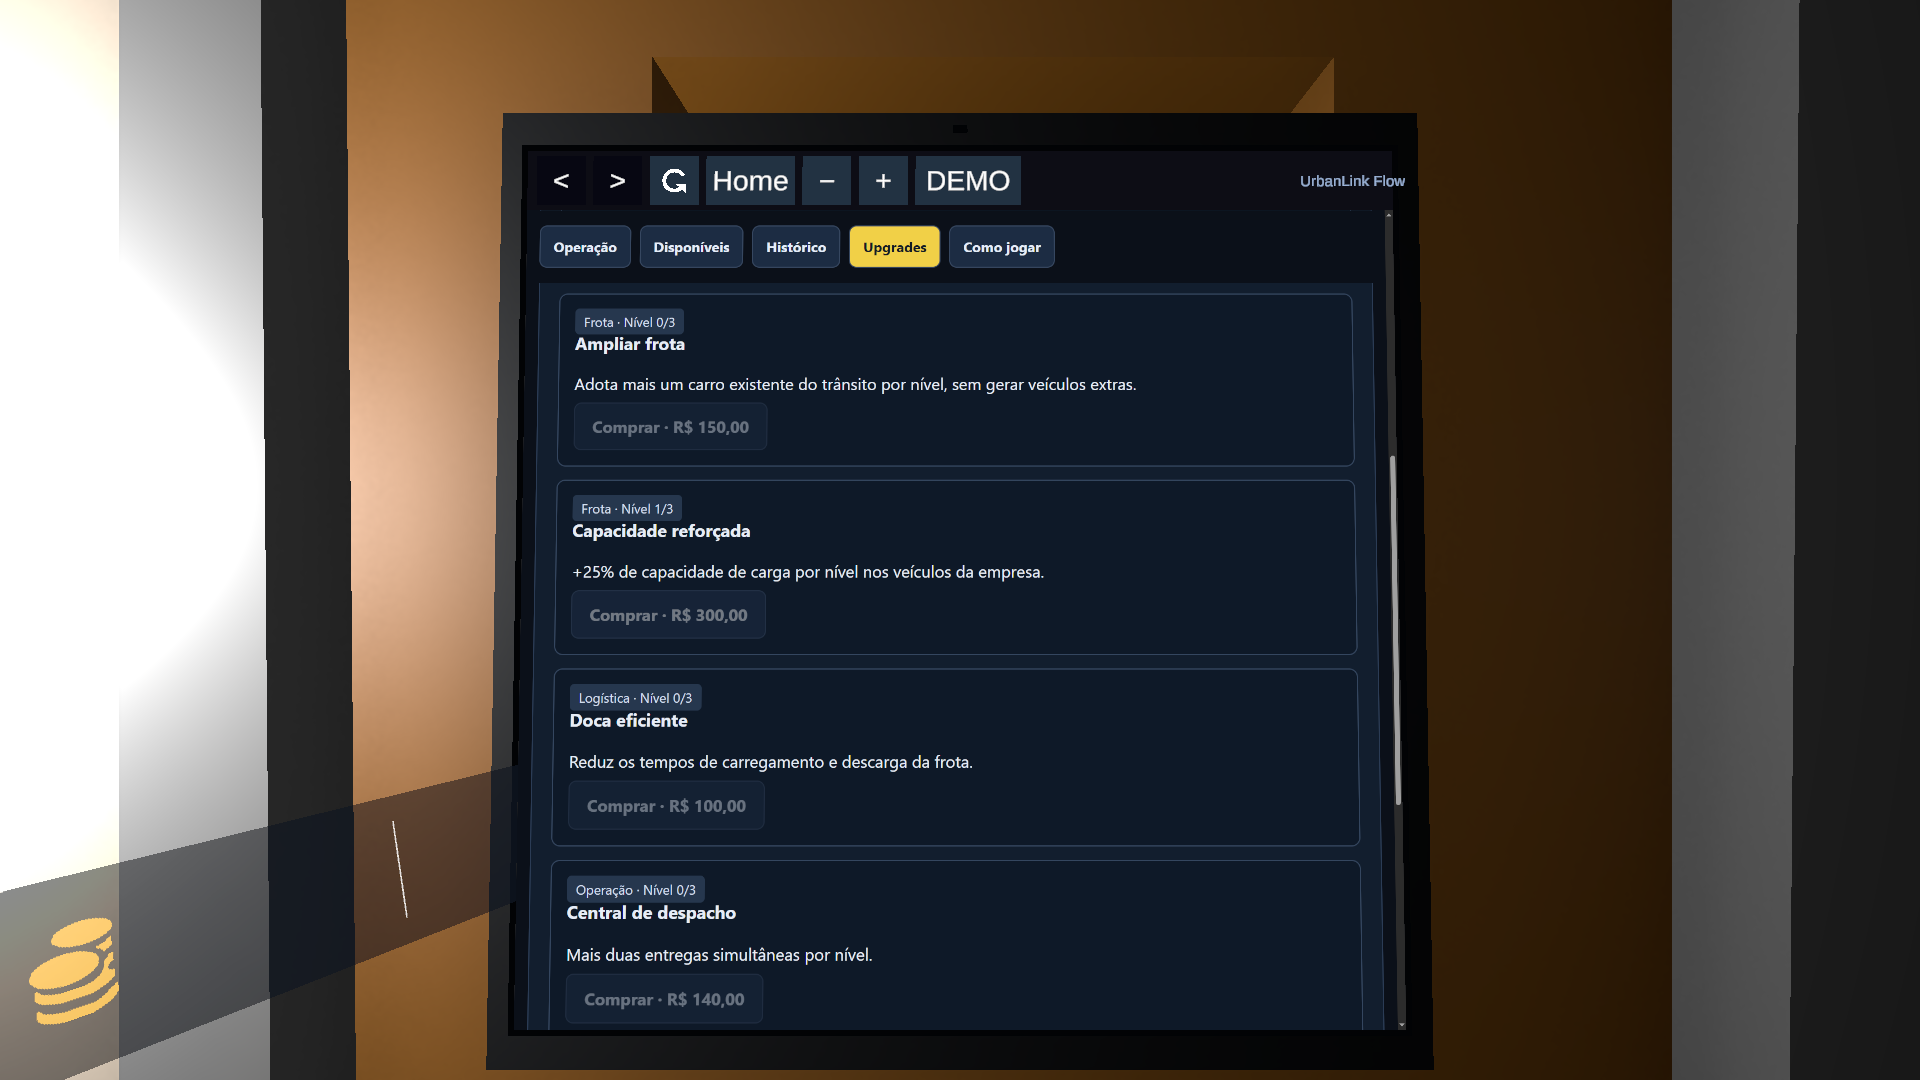 < > Home − + DEMO UrbanLink Flow
Operação Disponíveis Histórico Upgrades Como jogar
Frota · Nível 0/3
Ampliar frota
Adota mais um carro existente do trânsito por nível, sem gerar veículos extras.
Comprar · R$ 150,00
Frota · Nível 1/3
Capacidade reforçada
+25% de capacidade de carga por nível nos veículos da empresa.
Comprar · R$ 300,00
Logística · Nível 0/3
Doca eficiente
Reduz os tempos de carregamento e descarga da frota.
Comprar · R$ 100,00
Operação · Nível 0/3
Central de despacho
Mais duas entregas simultâneas por nível.
Comprar · R$ 140,00